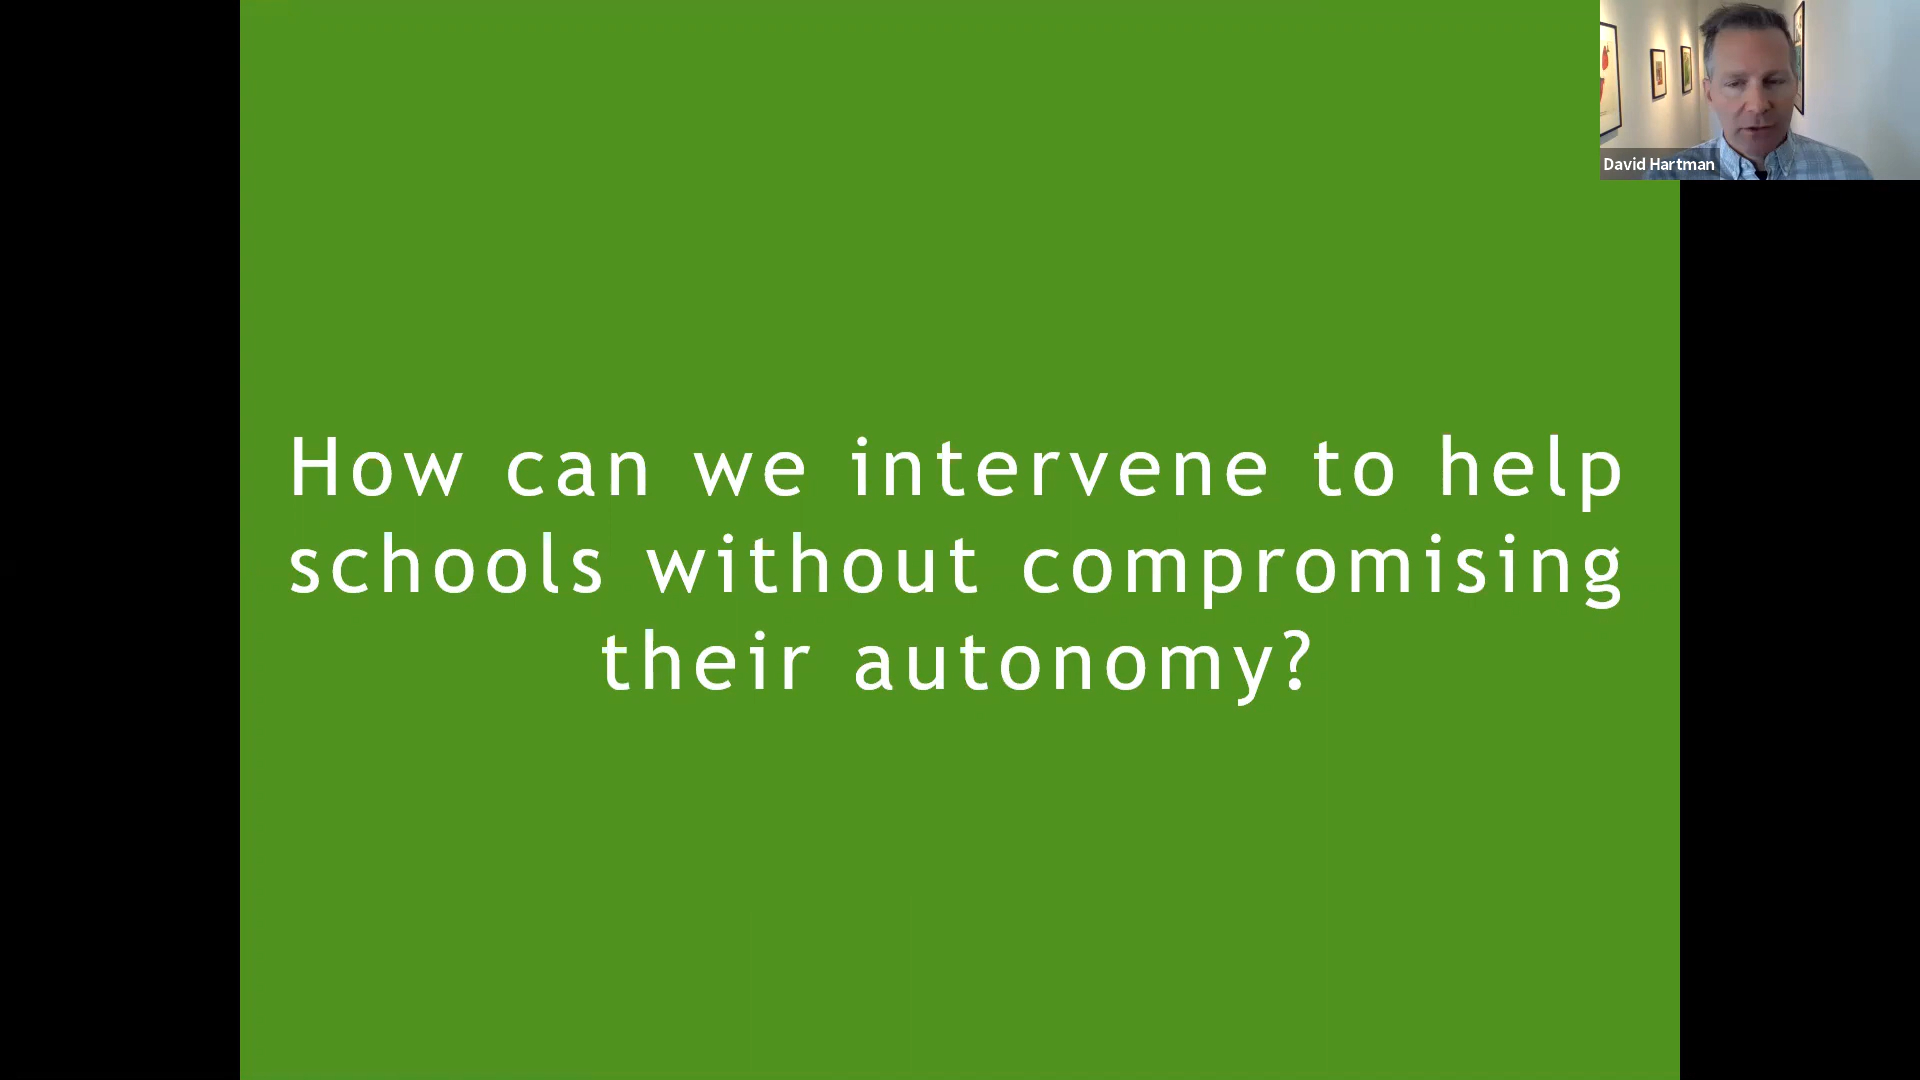 David Hartman
How can we intervene to help
schools without compromising
their autonomy?